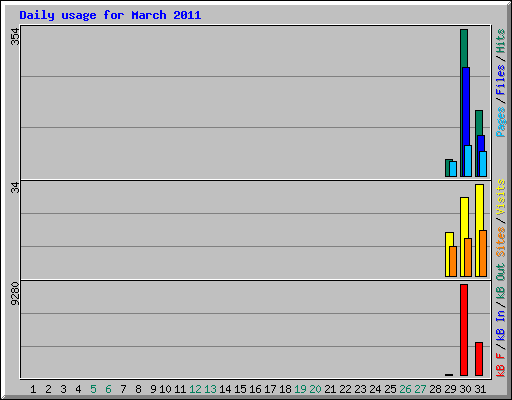 Daily usage for March 2011
354
Pages / Files / Hits
34
Sites / Visits
9280
kB F / kB In / kB Out
1 2 3 4 5 6 7 8 9 10 11 12 13 14 15 16 17 18 19 20 21 22 23 24 25 26 27 28 29 30 31